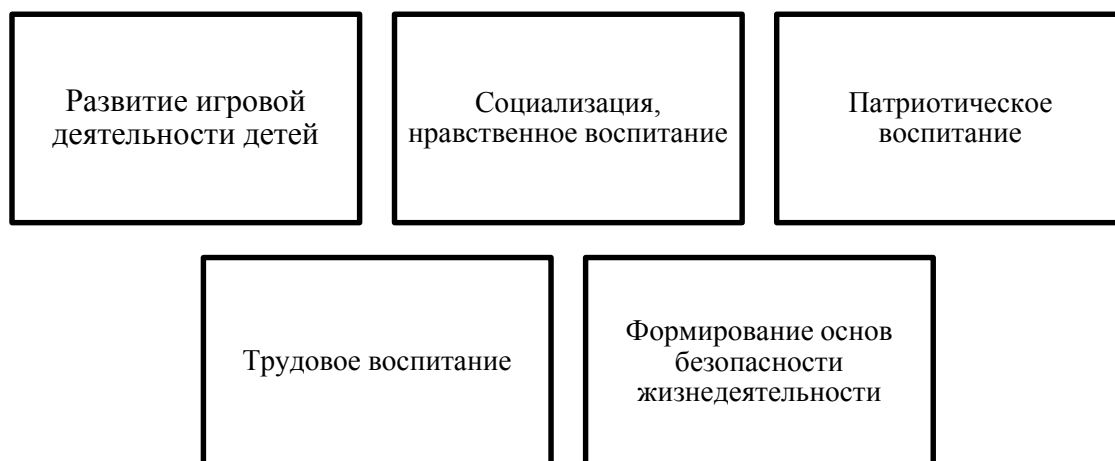 Развитие игровой
деятельности детей
Социализация,
нравственное воспитание
Патриотическое
воспитание
Трудовое воспитание
Формирование основ
безопасности
жизнедеятельности